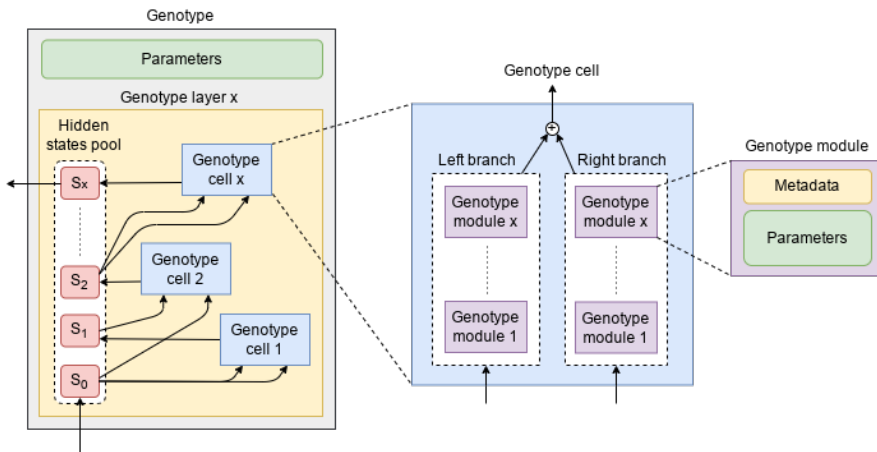 Genotype
Parameters
Genotype layer x
Hidden
states pool
Sx
Genotype
cell x
S2
Genotype
cell 2
S1
Genotype
cell 1
S0
Genotype cell
+
Left branch
Right branch
Genotype
module x
Genotype
module x
Genotype
module 1
Genotype
module 1
Genotype module
Metadata
Parameters